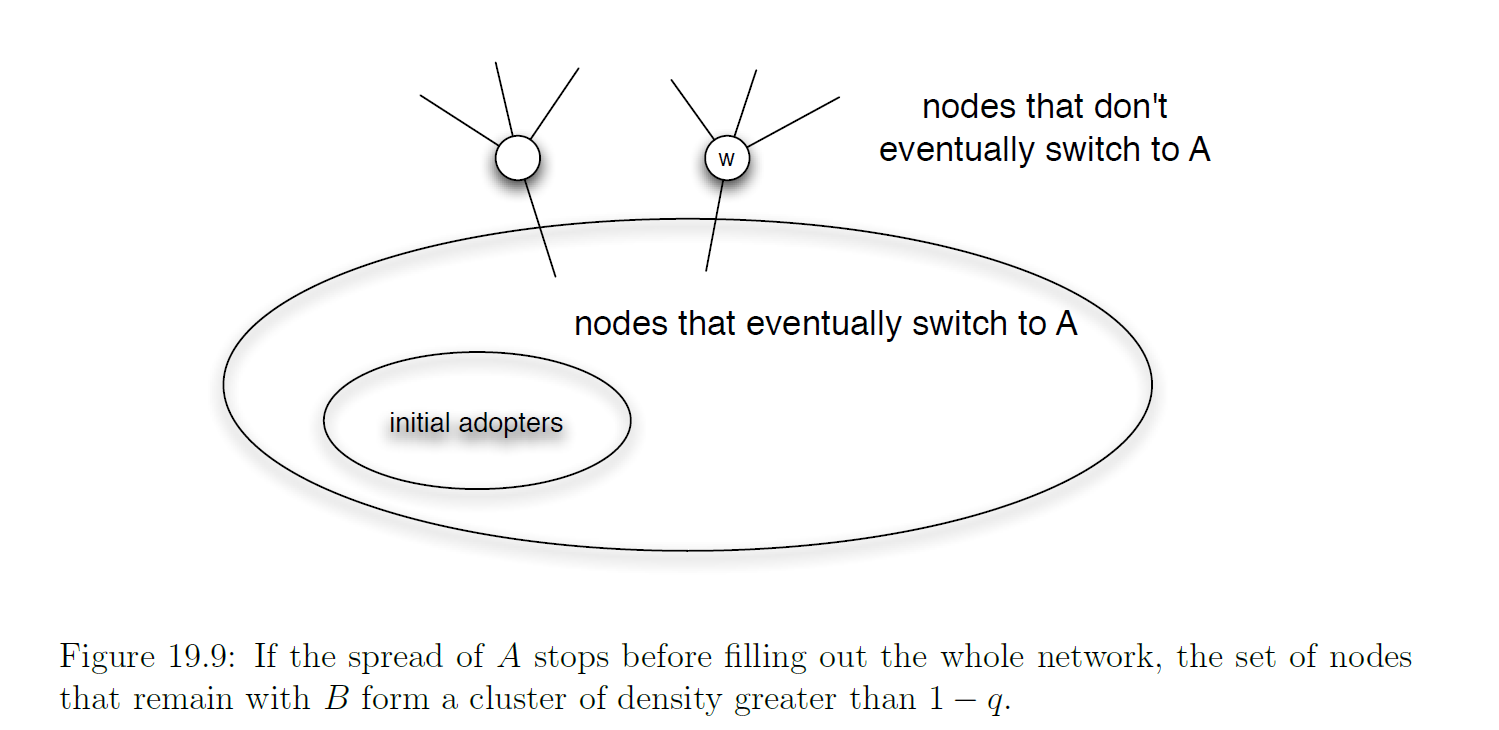 nodes that don't
eventually switch to A
w
nodes that eventually switch to A
initial adopters
Figure 19.9: If the spread of A stops before filling out the whole network, the set of nodes
that remain with B form a cluster of density greater than 1 − q.